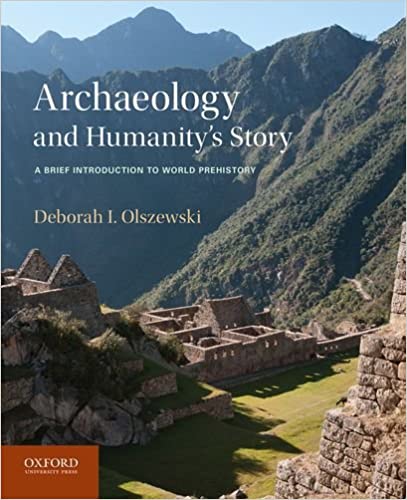 Archaeology
and Humanity's Story
A BRIEF INTRODUCTION TO WORLD PREHISTORY
Deborah I. Olszewski
OXFORD
UNIVERSITY PRESS